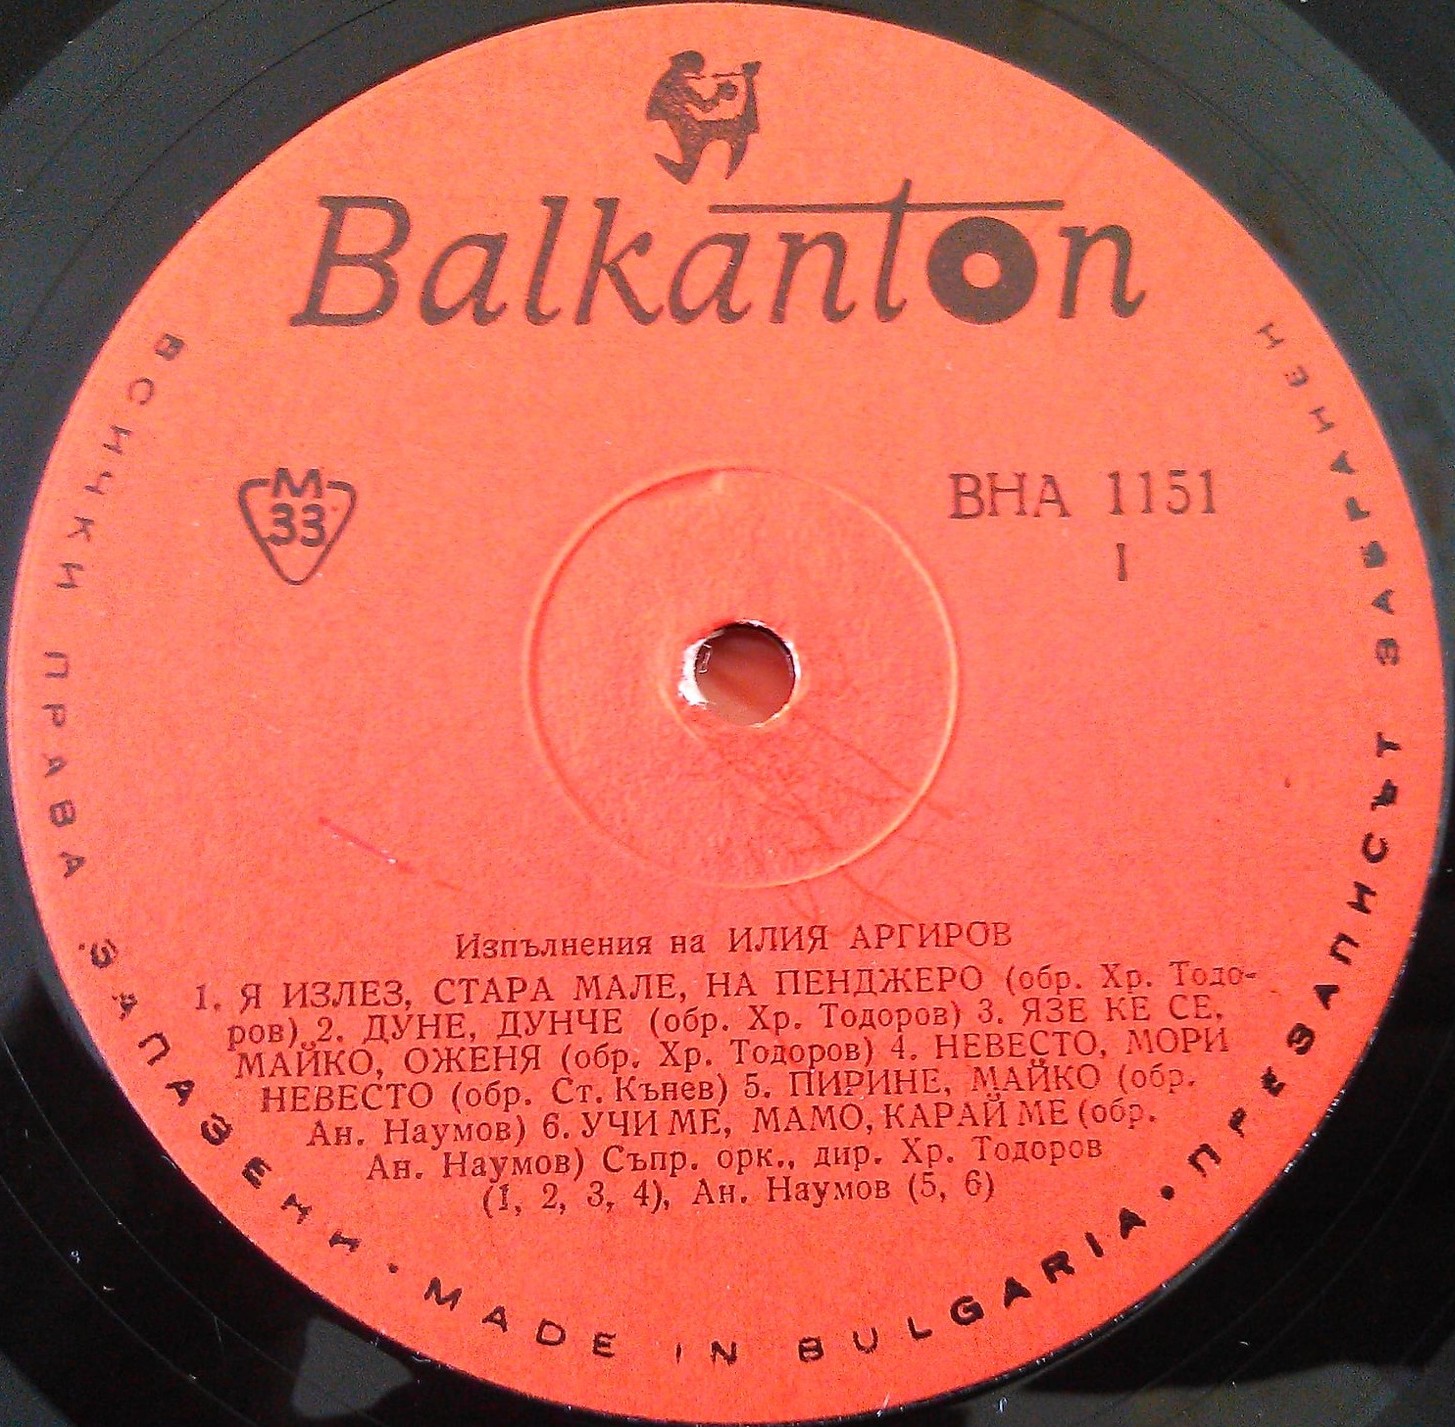 Balkanton
М
33
ВНА 1151
I
Изпълнения на ИЛИЯ АРГИРОВ
1. Я ИЗЛЕЗ, СТАРА МАЛЕ, НА ПЕНДЖЕРО (обр. Хр. Тодо-
ров) 2. ДУНЕ, ДУНЧЕ (обр. Хр. Тодоров) 3. ЯЗЕ КЕ СЕ,
МАЙКО, ОЖЕНЯ (обр. Хр. Тодоров) 4. НЕВЕСТО, МОРИ
НЕВЕСТО (обр. Ст. Кънев) 5. ПИРИНЕ, МАЙКО (обр.
Ан. Наумов) 6. УЧИ МЕ, МАМО, КАРАЙ МЕ (обр.
Ан. Наумов) Съпр. орк., дир. Хр. Тодоров
(1, 2, 3, 4), Ан. Наумов (5, 6)
ВСИЧКИ ПРАВА ЗАПАЗЕНИ • MADE IN BULGARIA • ПРЕЗАПИСЪТ ЗАБРАНЕН